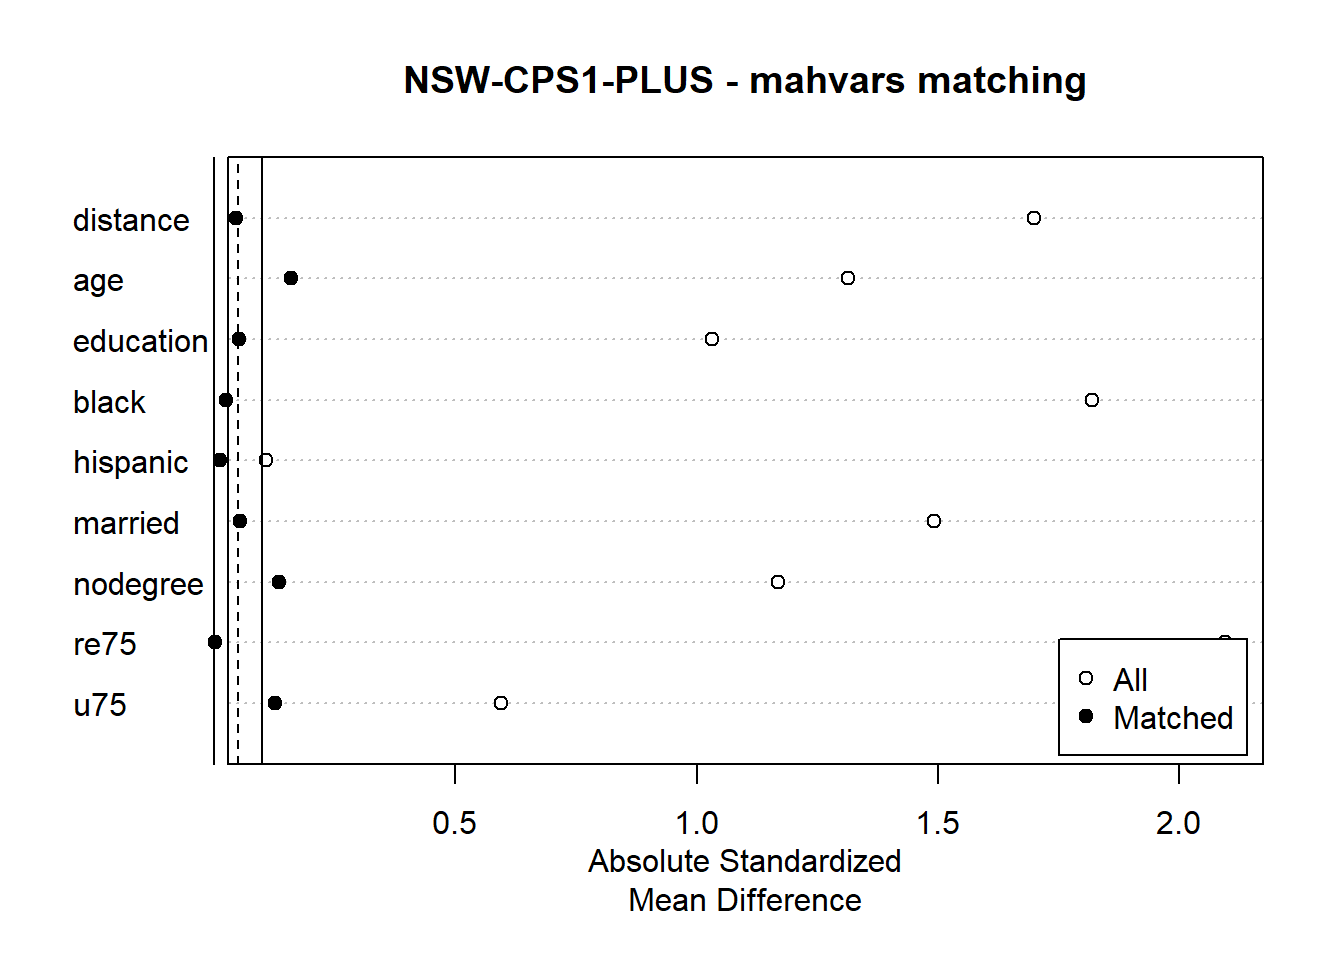 NSW-CPS1-PLUS - mahvars matching
distance
age
education
black
hispanic
married
nodegree
re75
u75
All
Matched
0.5 1.0 1.5 2.0
Absolute Standardized
Mean Difference